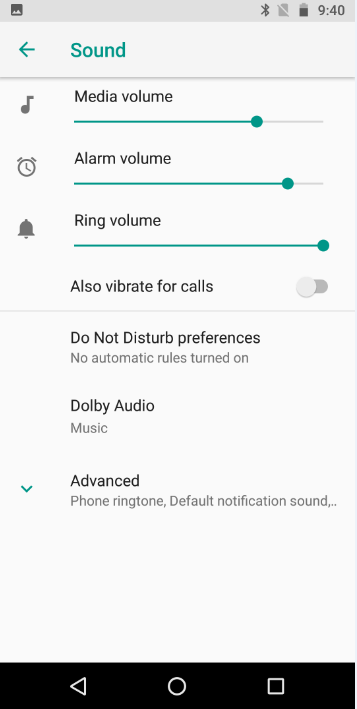 9:40
Sound
Media volume
Alarm volume
Ring volume
Also vibrate for calls
Do Not Disturb preferences
No automatic rules turned on
Dolby Audio
Music
Advanced
Phone ringtone, Default notification sound,..